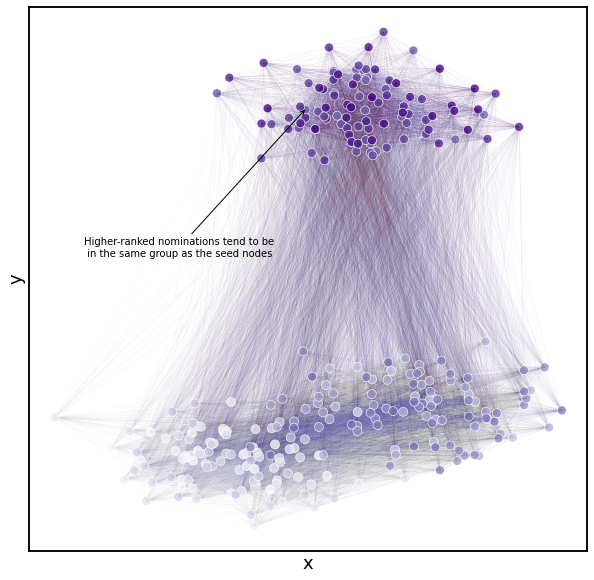 Higher-ranked nominations tend to be
in the same group as the seed nodes
y
x